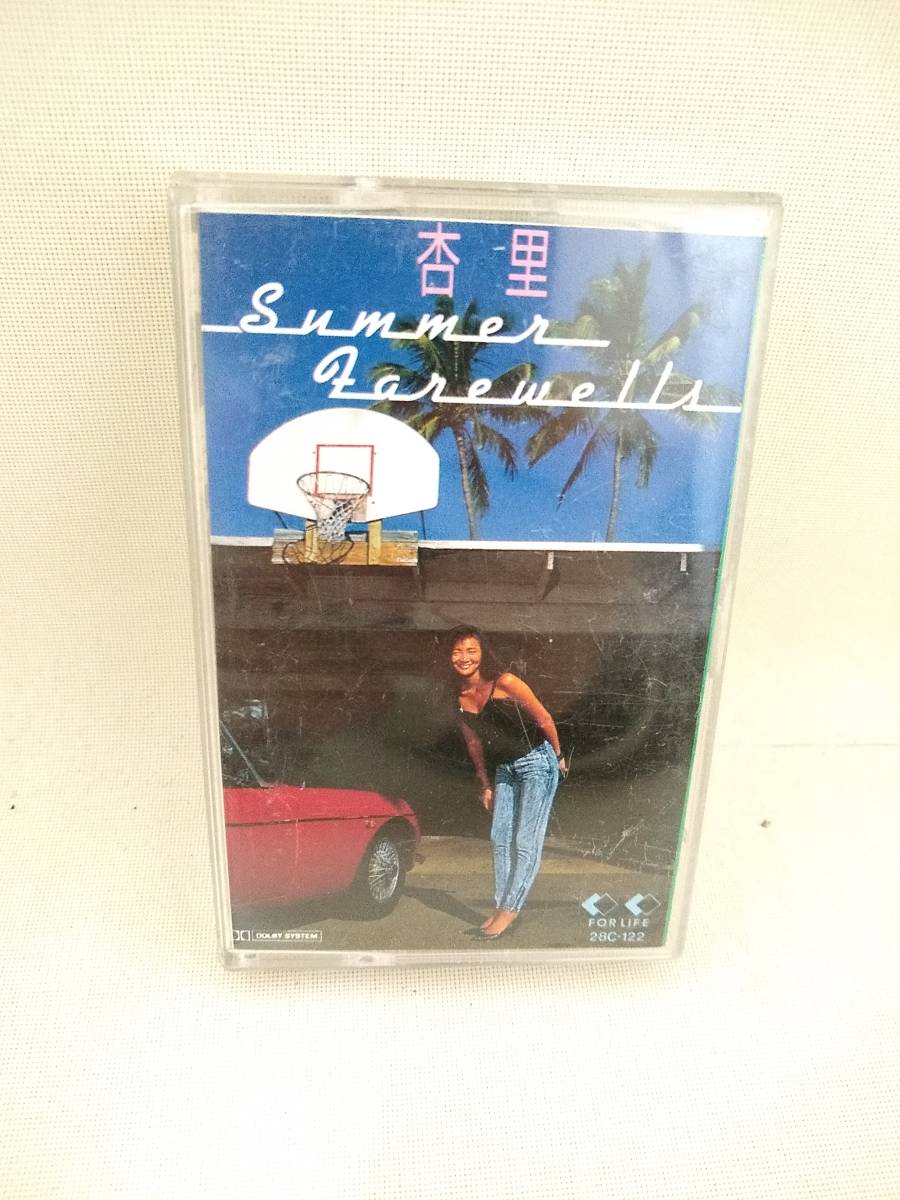 杏里
Summer
Farewells
DOLBY SYSTEM
FOR LIFE
28C-122